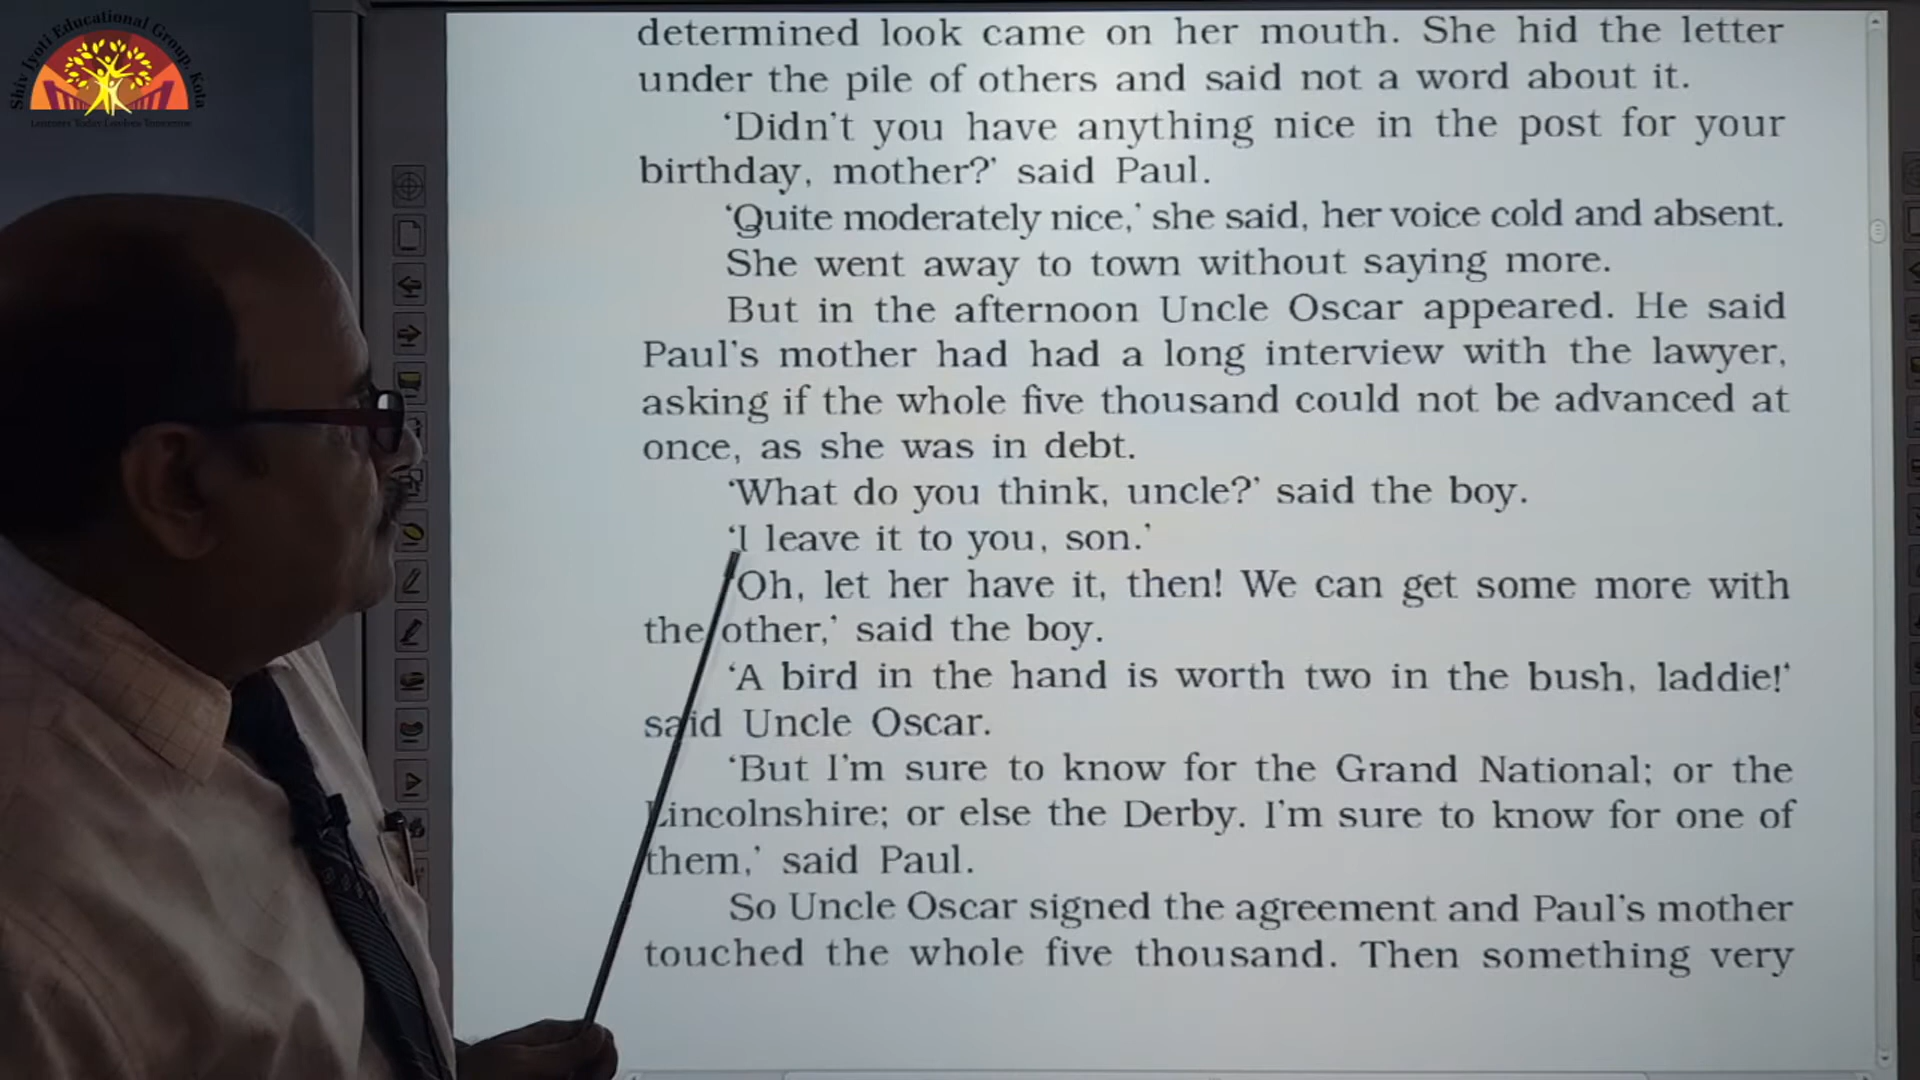 Shiv Jyoti Educational Group, Kota
determined look came on her mouth. She hid the letter
under the pile of others and said not a word about it.
‘Didn’t you have anything nice in the post for your
birthday, mother?’ said Paul.
‘Quite moderately nice,’ she said, her voice cold and absent.
She went away to town without saying more.
But in the afternoon Uncle Oscar appeared. He said
Paul’s mother had had a long interview with the lawyer,
asking if the whole five thousand could not be advanced at
once, as she was in debt.
‘What do you think, uncle?’ said the boy.
‘I leave it to you, son.’
‘Oh, let her have it, then! We can get some more with
the other,’ said the boy.
‘A bird in the hand is worth two in the bush, laddie!’
said Uncle Oscar.
‘But I’m sure to know for the Grand National; or the
Lincolnshire; or else the Derby. I’m sure to know for one of
them,’ said Paul.
So Uncle Oscar signed the agreement and Paul’s mother
touched the whole five thousand. Then something very